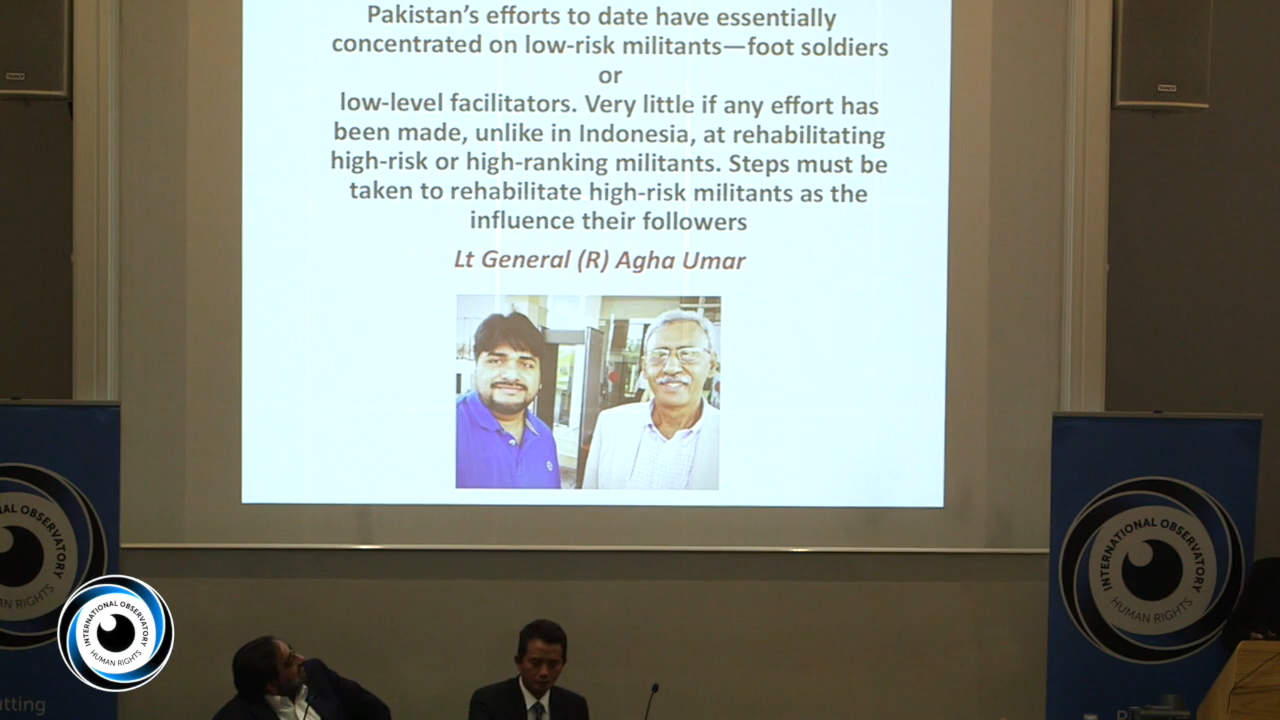 Pakistan's efforts to date have essentially
concentrated on low-risk militants—foot soldiers
or
low-level facilitators. Very little if any effort has
been made, unlike in Indonesia, at rehabilitating
high-risk or high-ranking militants. Steps must be
taken to rehabilitate high-risk militants as the
influence their followers
Lt General (R) Agha Umar
AL OBSERVATORY
AN RIGHTS
INTERNATIONAL OBSERVATORY
HUMAN RIGHTS
INTERNATIONAL OBSERVATORY
HUMAN RIGHTS
utting